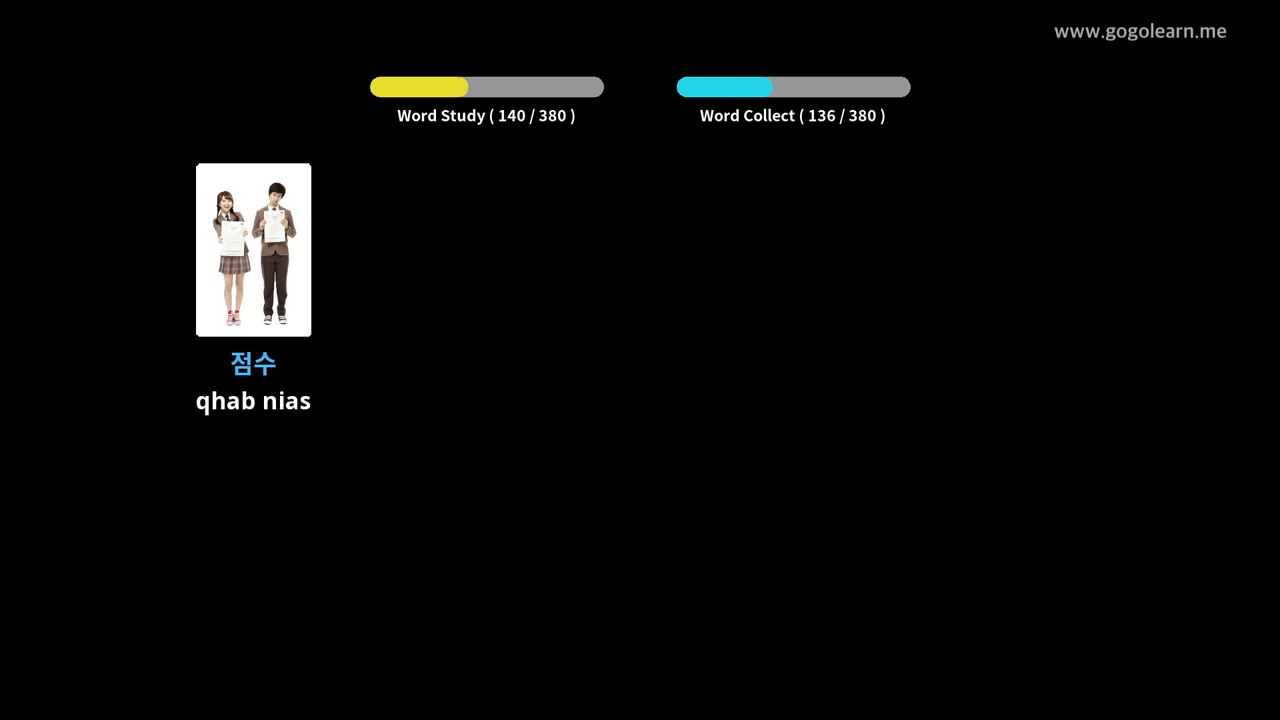 www.gogolearn.me
Word Study ( 140 / 380 )
Word Collect ( 136 / 380 )
점수
qhab nias